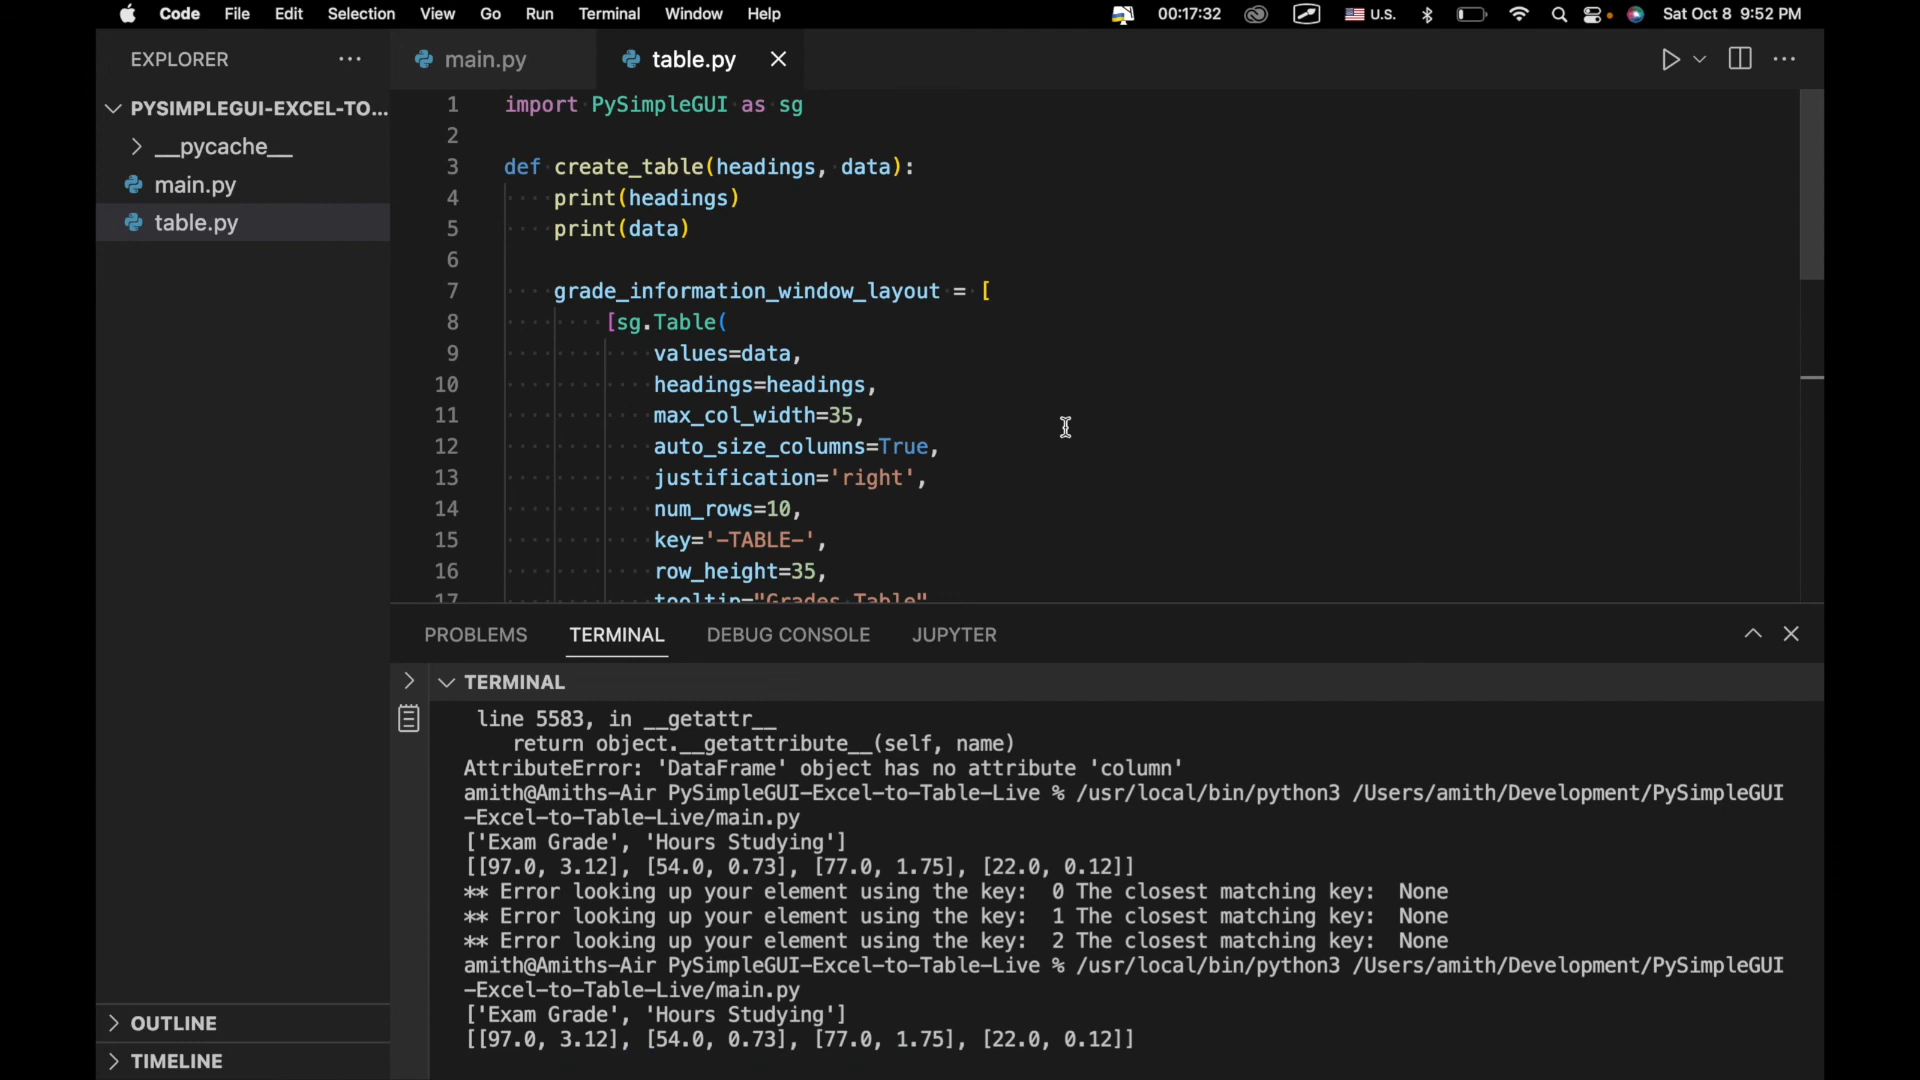 Code File Edit Selection View Go Run Terminal Window Help 00:17:32 U.S. Sat Oct 8 9:52 PM
EXPLORER
main.py
table.py
PYSIMPLEGUI-EXCEL-TO...
__pycache__
main.py
table.py
OUTLINE
TIMELINE
1 import PySimpleGUI as sg
2
3 def create_table(headings, data):
4 print(headings)
5 print(data)
6
7 grade_information_window_layout = [
8 [sg.Table(
9 values=data,
10 headings=headings,
11 max_col_width=35,
12 auto_size_columns=True,
13 justification='right',
14 num_rows=10,
15 key='-TABLE-',
16 row_height=35,
17 tooltip="Grades Table"
PROBLEMS TERMINAL DEBUG CONSOLE JUPYTER
TERMINAL
line 5583, in __getattr__
return object.__getattribute__(self, name)
AttributeError: 'DataFrame' object has no attribute 'column'
amith@Amiths-Air PySimpleGUI-Excel-to-Table-Live % /usr/local/bin/python3 /Users/amith/Development/PySimpleGUI
-Excel-to-Table-Live/main.py
['Exam Grade', 'Hours Studying']
[[97.0, 3.12], [54.0, 0.73], [77.0, 1.75], [22.0, 0.12]]
** Error looking up your element using the key: 0 The closest matching key: None
** Error looking up your element using the key: 1 The closest matching key: None
** Error looking up your element using the key: 2 The closest matching key: None
amith@Amiths-Air PySimpleGUI-Excel-to-Table-Live % /usr/local/bin/python3 /Users/amith/Development/PySimpleGUI
-Excel-to-Table-Live/main.py
['Exam Grade', 'Hours Studying']
[[97.0, 3.12], [54.0, 0.73], [77.0, 1.75], [22.0, 0.12]]